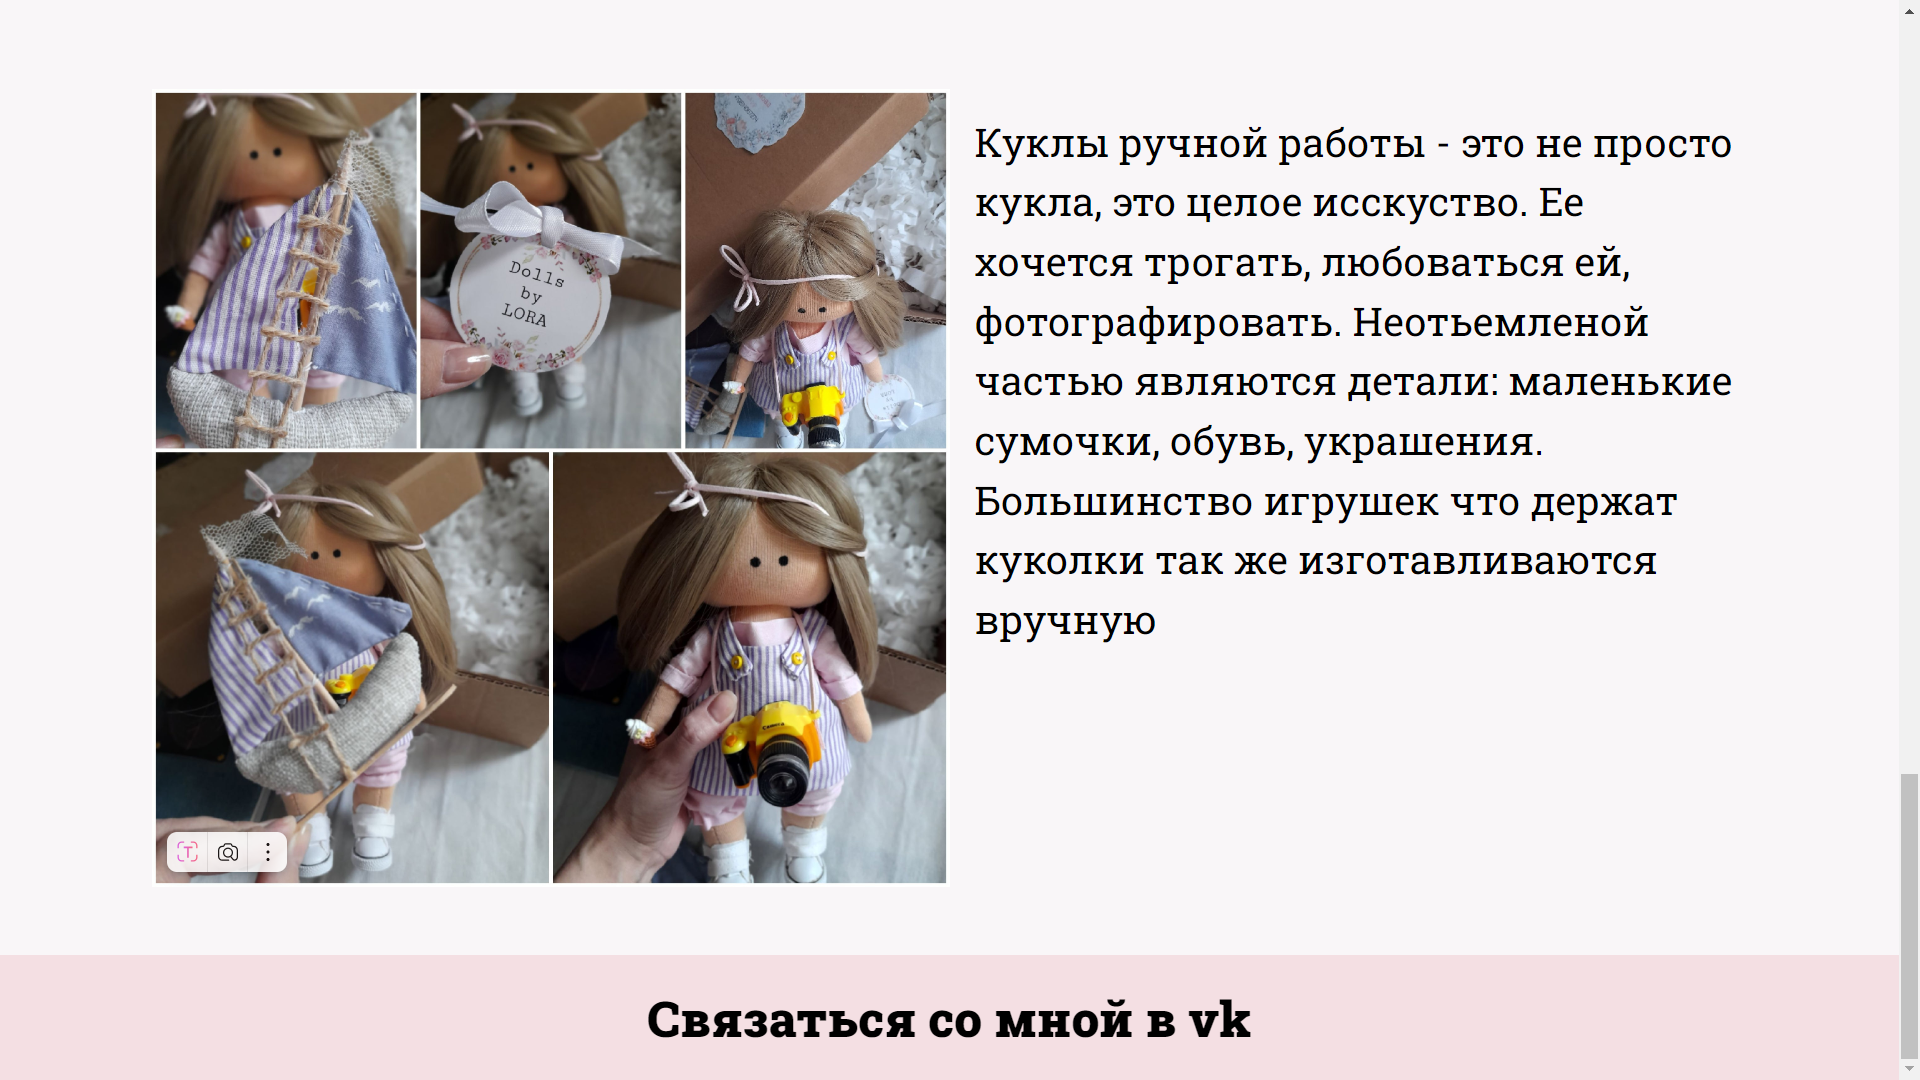 Dolls
by
LORA
Куклы ручной работы - это не просто
кукла, это целое исскуство. Ее
хочется трогать, любоваться ей,
фотографировать. Неотьемленой
частью являются детали: маленькие
сумочки, обувь, украшения.
Большинство игрушек что держат
куколки так же изготавливаются
вручную
Связаться со мной в vk